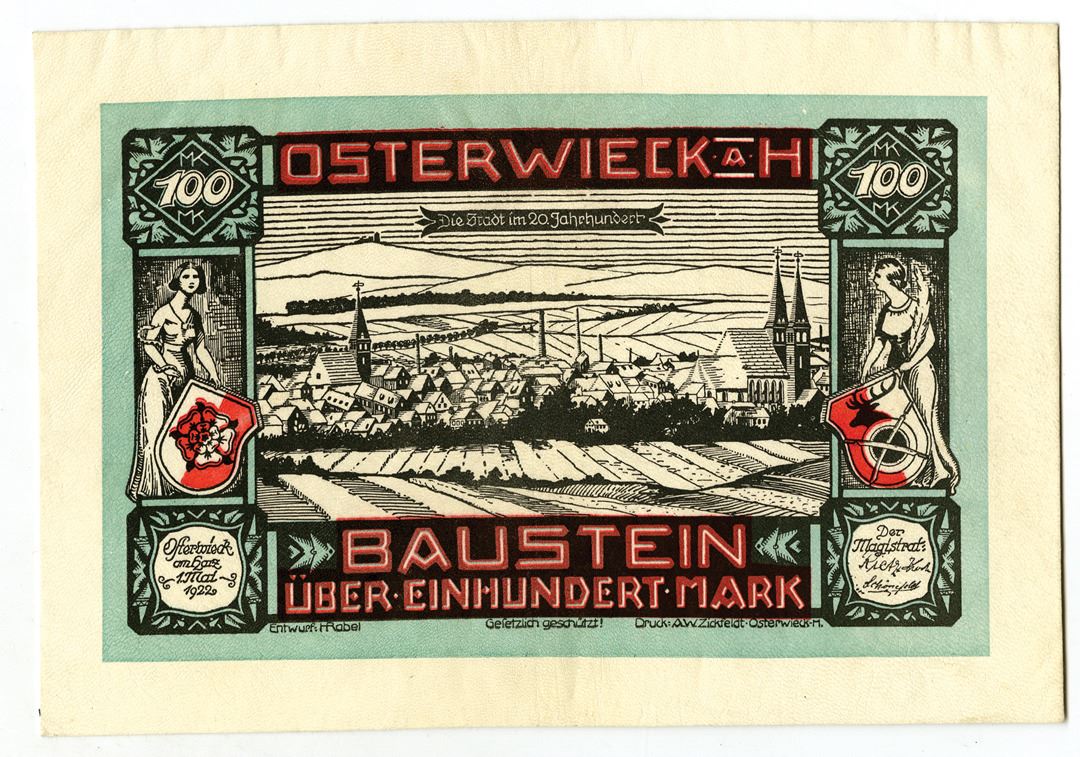 OSTERWIECK·A·H
MK
100
MK
MK
100
MK
Die Stadt im 20. Jahrhundert
Osterwieck
am Harz
1. Mai
1922
Der
Magistrat:
BAUSTEIN
ÜBER·EINHUNDERT·MARK
Entwurf: H Rabel
Gesetzlich geschützt!
Druck: A.W. Zickfeldt·Osterwieck·H.